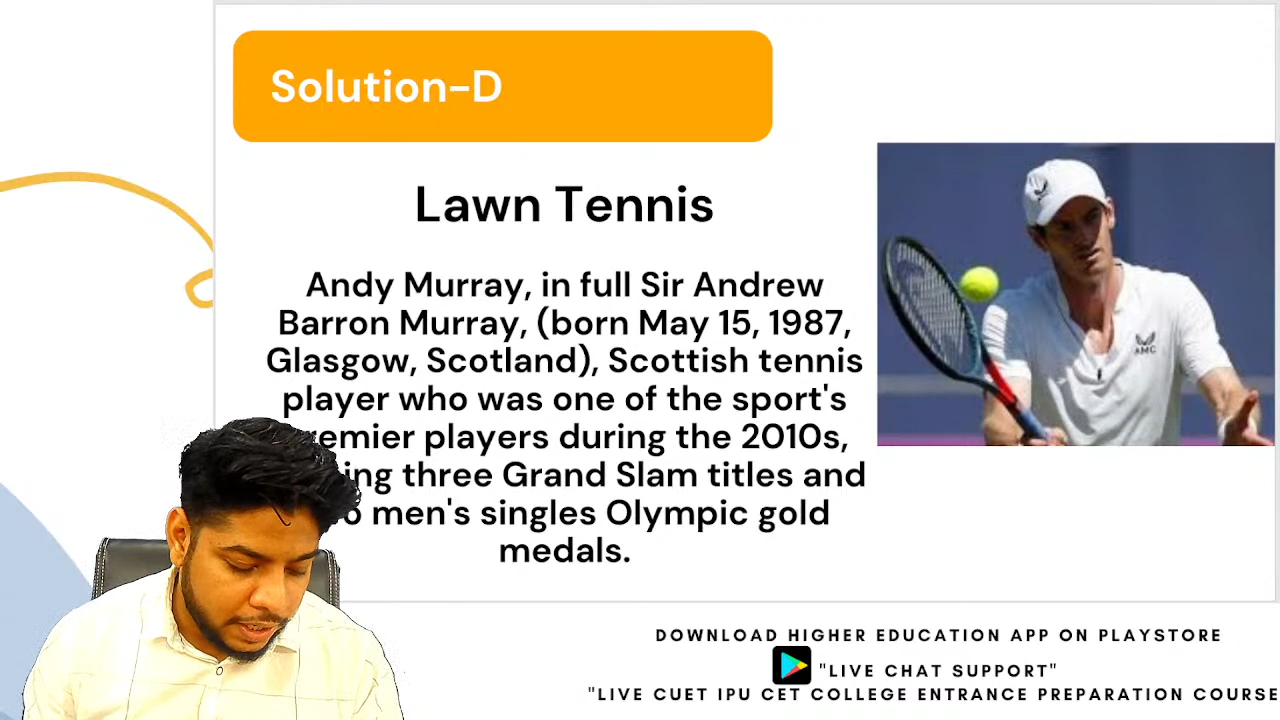 Solution-D
Lawn Tennis
Andy Murray, in full Sir Andrew
Barron Murray, (born May 15, 1987,
Glasgow, Scotland), Scottish tennis
player who was one of the sport's
premier players during the 2010s,
three Grand Slam titles and
men's singles Olympic gold
medals.
AMC
DOWNLOAD HIGHER EDUCATION APP ON PLAYSTORE
"LIVE CHAT SUPPORT"
"LIVE CUET IPU CET COLLEGE ENTRANCE PREPARATION COURSE